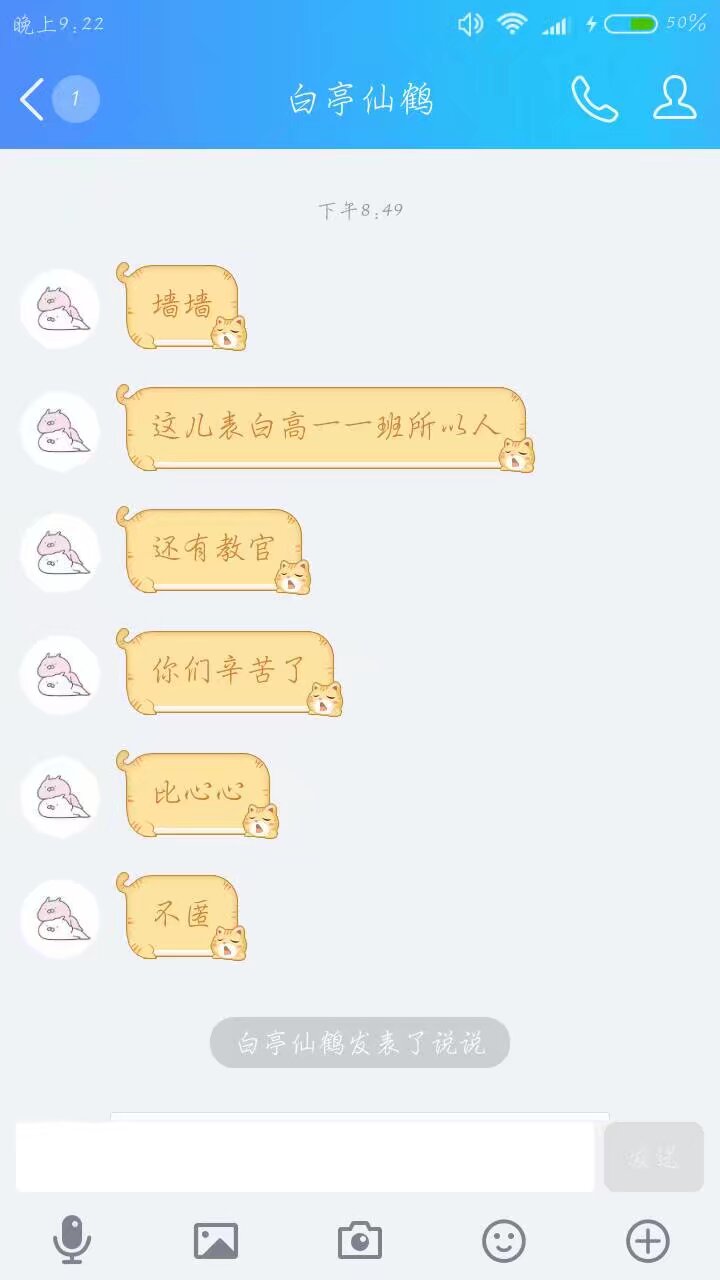 晚上9:22
50%
1
白亭仙鹤
下午8:49
墙墙
这儿表白高一一班所以人
还有教官
你们辛苦了
比心心
不匿
白亭仙鹤发表了说说
发送